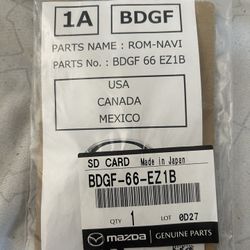 1A BDGF
PARTS NAME : ROM-NAVI
PARTS No. : BDGF 66 EZ1B
USA
CANADA
MEXICO
SD CARD Made in Japan
BDGF-66-EZ1B
QTY 1 LOT 0D27
mazda GENUINE PARTS